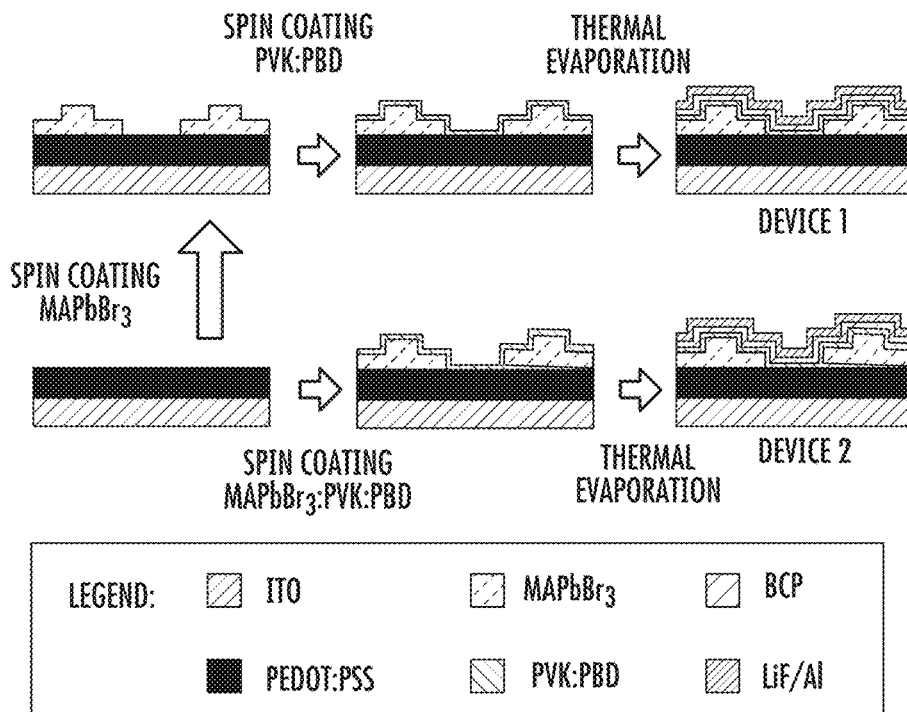 SPIN COATING
PVK:PBD
THERMAL
EVAPORATION
DEVICE 1
SPIN COATING
MAPbBr3
SPIN COATING
MAPbBr3:PVK:PBD
THERMAL
EVAPORATION
DEVICE 2
LEGEND:
ITO
MAPbBr3
BCP
PEDOT:PSS
PVK:PBD
LiF/Al